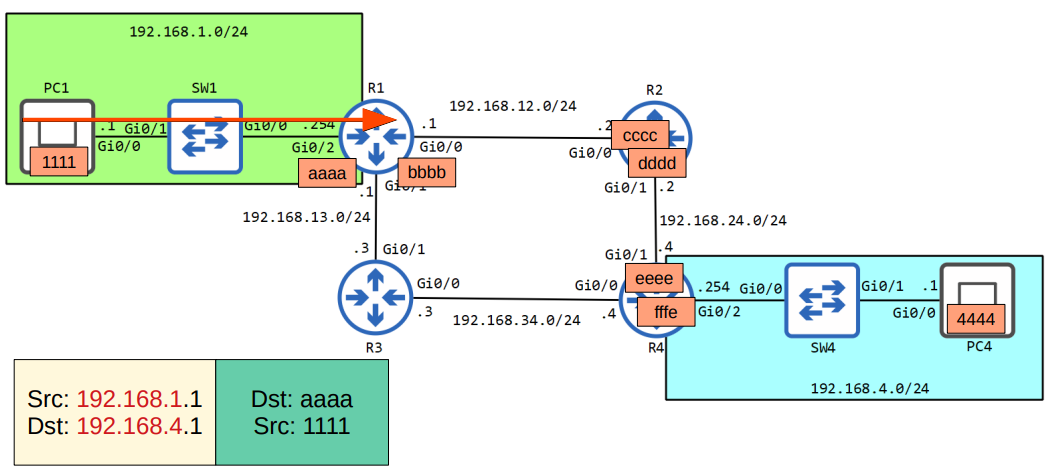 192.168.1.0/24
PC1
SW1
R1
R2
192.168.12.0/24
.1
Gi0/1
Gi0/0
.254
.1
.2
cccc
Gi0/0
Gi0/2
Gi0/0
Gi0/0
1111
aaaa
bbbb
dddd
.1
Gi0/1
Gi0/1
.2
192.168.13.0/24
192.168.24.0/24
.3
Gi0/1
Gi0/1
.4
eeee
Gi0/0
Gi0/0
.254
Gi0/0
Gi0/1
.1
.3
192.168.34.0/24
.4
fffe
Gi0/2
Gi0/0
4444
R3
R4
SW4
PC4
192.168.4.0/24
Src: 192.168.1.1
Dst: 192.168.4.1
Dst: aaaa
Src: 1111